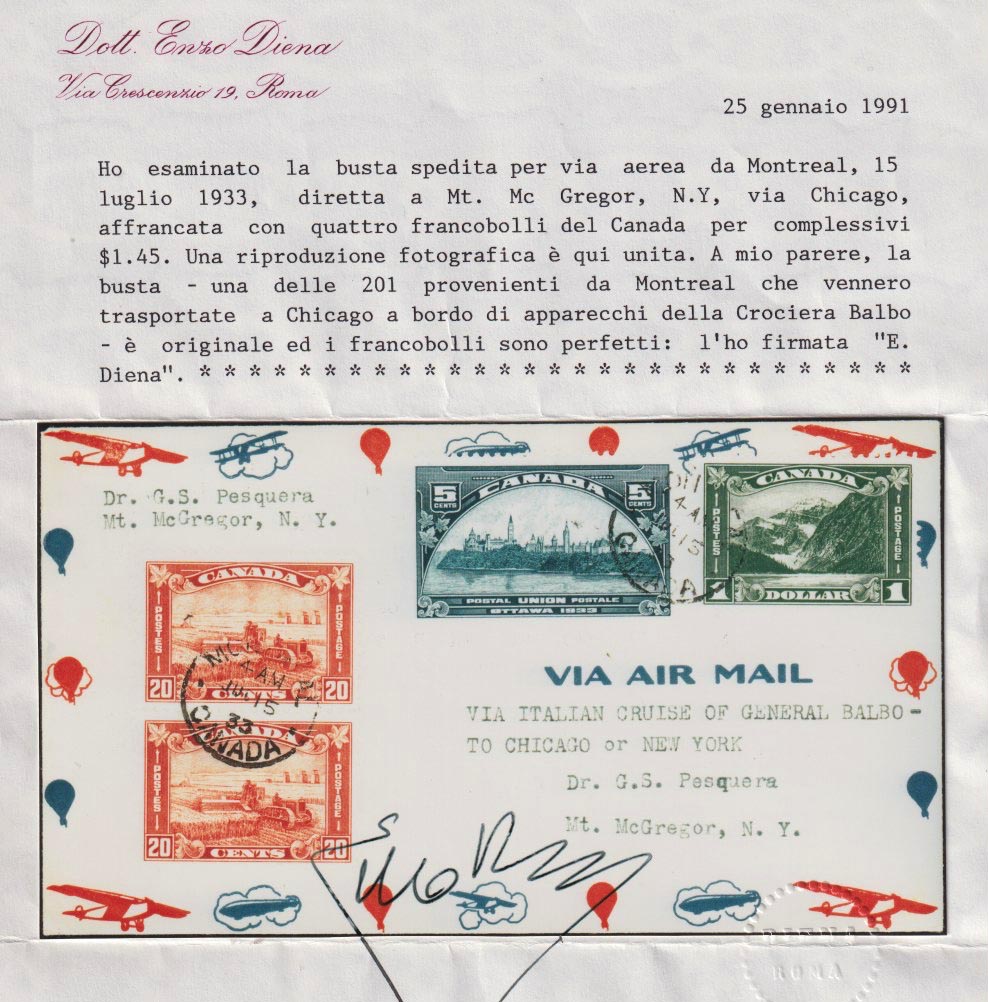 Dott. Enzo Diena
Via Crescenzio 19, Roma
25 gennaio 1991
Ho esaminato la busta spedita per via aerea da Montreal, 15
luglio 1933, diretta a Mt. Mc Gregor, N.Y, via Chicago,
affrancata con quattro francobolli del Canada per complessivi
$1.45. Una riproduzione fotografica è qui unita. A mio parere, la
busta - una delle 201 provenienti da Montreal che vennero
trasportate a Chicago a bordo di apparecchi della Crociera Balbo
- è originale ed i francobolli sono perfetti: l'ho firmata "E.
Diena". * * * * * * * * * * * * * * * * * * * * * * * * * * * * *
Dr. G.S. Pesquera
Mt. McGregor, N. Y.
5 CENTS CANADA 5 CENTS
POSTAL UNION POSTALE
OTTAWA 1933
CANADA
POSTES POSTAGE
1 DOLLAR 1
CANADA
POSTES POSTAGE
20 CENTS 20
4 AM
JUL 15
33
CANADA
POSTES POSTAGE
20 CENTS 20
VIA AIR MAIL
VIA ITALIAN CRUISE OF GENERAL BALBO -
TO CHICAGO or NEW YORK
Dr. G.S. Pesquera
Mt. McGregor, N. Y.
DIENA
ROMA